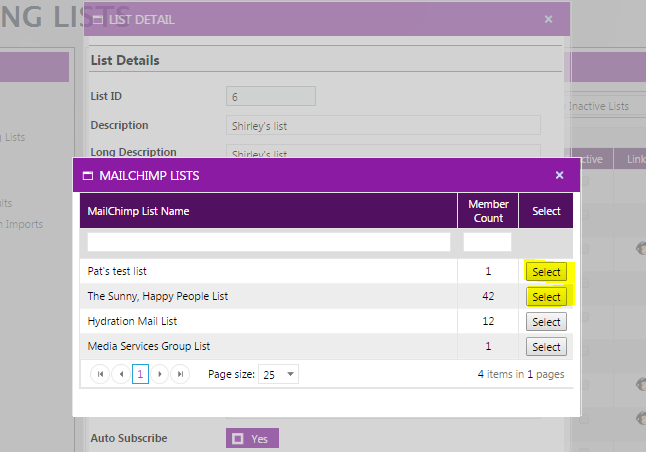 NG LISTS
LIST DETAIL
List Details
List ID 6
Description Shirley's list
Long Description Shirley's list
Inactive Lists
Lists
ctive Link
ults
n Imports
MAILCHIMP LISTS
MailChimp List Name Member Count Select
Pat's test list 1 Select
The Sunny, Happy People List 42 Select
Hydration Mail List 12 Select
Media Services Group List 1 Select
1 Page size: 25 4 items in 1 pages
Auto Subscribe Yes